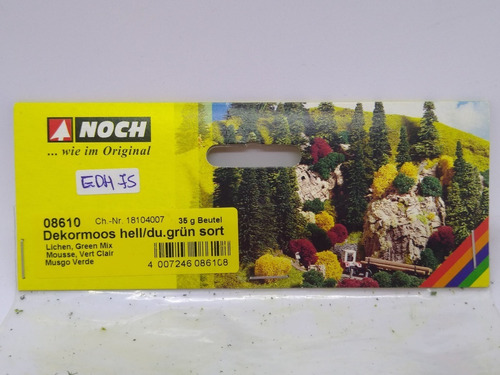 NOCH
... wie im Original
EDH JS
08610 Ch.-Nr. 18104007 35 g Beutel
Dekormoos hell/du.grün sort
Lichen, Green Mix
Mousse, Vert Clair
Musgo Verde
4 007246 086108